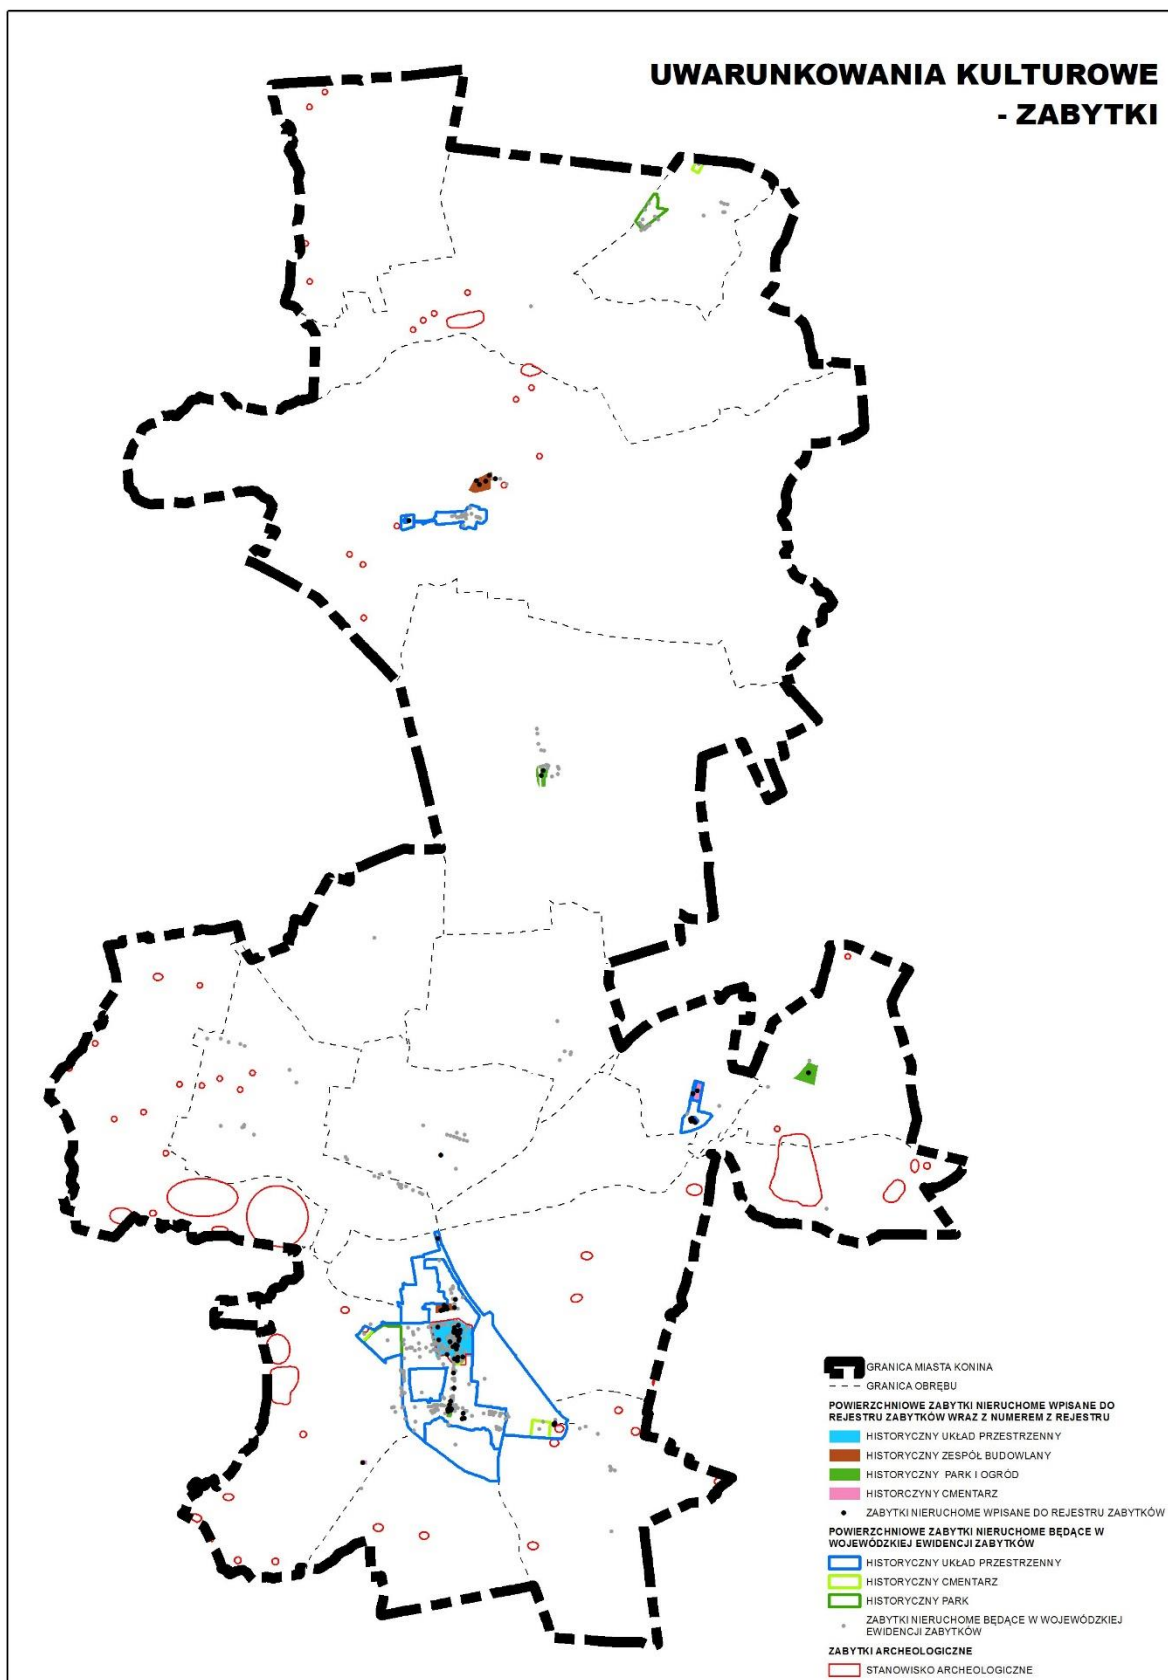 UWARUNKOWANIA KULTUROWE
- ZABYTKI
GRANICA MIASTA KONINA
GRANICA OBRĘBU
POWIERZCHNIOWE ZABYTKI NIERUCHOME WPISANE DO
REJESTRU ZABYTKÓW WRAZ Z NUMEREM Z REJESTRU
HISTORYCZNY UKŁAD PRZESTRZENNY
HISTORYCZNY ZESPÓŁ BUDOWLANY
HISTORYCZNY PARK I OGRÓD
HISTORCZYNY CMENTARZ
ZABYTKI NIERUCHOME WPISANE DO REJESTRU ZABYTKÓW
POWIERZCHNIOWE ZABYTKI NIERUCHOME BĘDĄCE W
WOJEWÓDZKIEJ EWIDENCJI ZABYTKÓW
HISTORYCZNY UKŁAD PRZESTRZENNY
HISTORYCZNY CMENTARZ
HISTORYCZNY PARK
ZABYTKI NIERUCHOME BĘDĄCE W WOJEWÓDZKIEJ
EWIDENCJI ZABYTKÓW
ZABYTKI ARCHEOLOGICZNE
STANOWISKO ARCHEOLOGICZNE